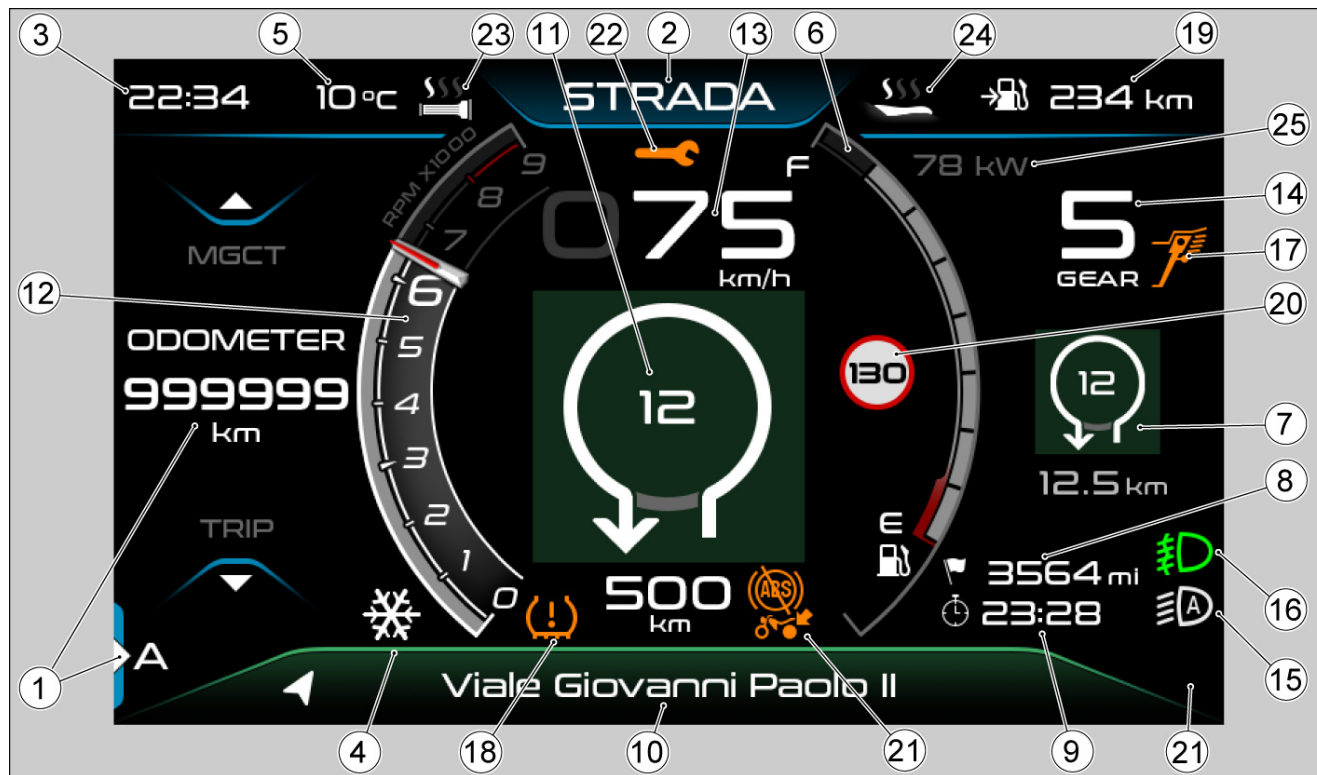 3
5
23
11
22
2
13
6
24
19
22:34
10°C
STRADA
234 km
25
RPM X1000
9
8
7
6
5
4
3
2
1
0
F
78 kW
075
km/h
5
GEAR
14
17
MGCT
12
20
ODOMETER
999999
km
12
130
12
7
12.5 km
8
TRIP
E
3564 mi
23:28
500
km
ABS
!
A
16
15
1
A
Viale Giovanni Paolo II
4
18
10
21
9
21